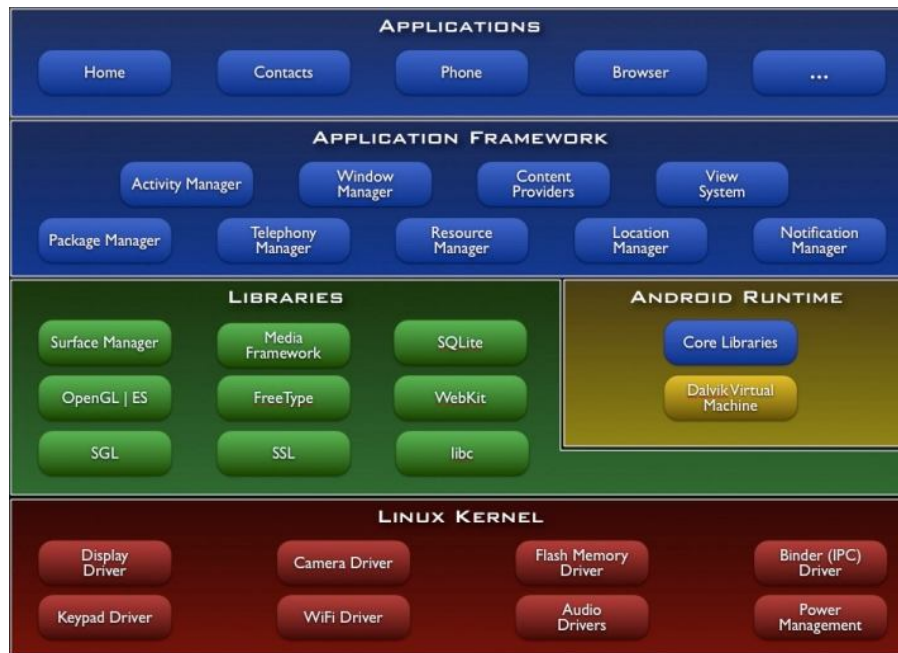 APPLICATIONS
Home
Contacts
Phone
Browser
...
APPLICATION FRAMEWORK
Activity Manager
Window
Manager
Content
Providers
View
System
Package Manager
Telephony
Manager
Resource
Manager
Location
Manager
Notification
Manager
LIBRARIES
Surface Manager
Media
Framework
SQLite
OpenGL | ES
FreeType
WebKit
SGL
SSL
libc
ANDROID RUNTIME
Core Libraries
Dalvik Virtual
Machine
LINUX KERNEL
Display
Driver
Camera Driver
Flash Memory
Driver
Binder (IPC)
Driver
Keypad Driver
WiFi Driver
Audio
Drivers
Power
Management